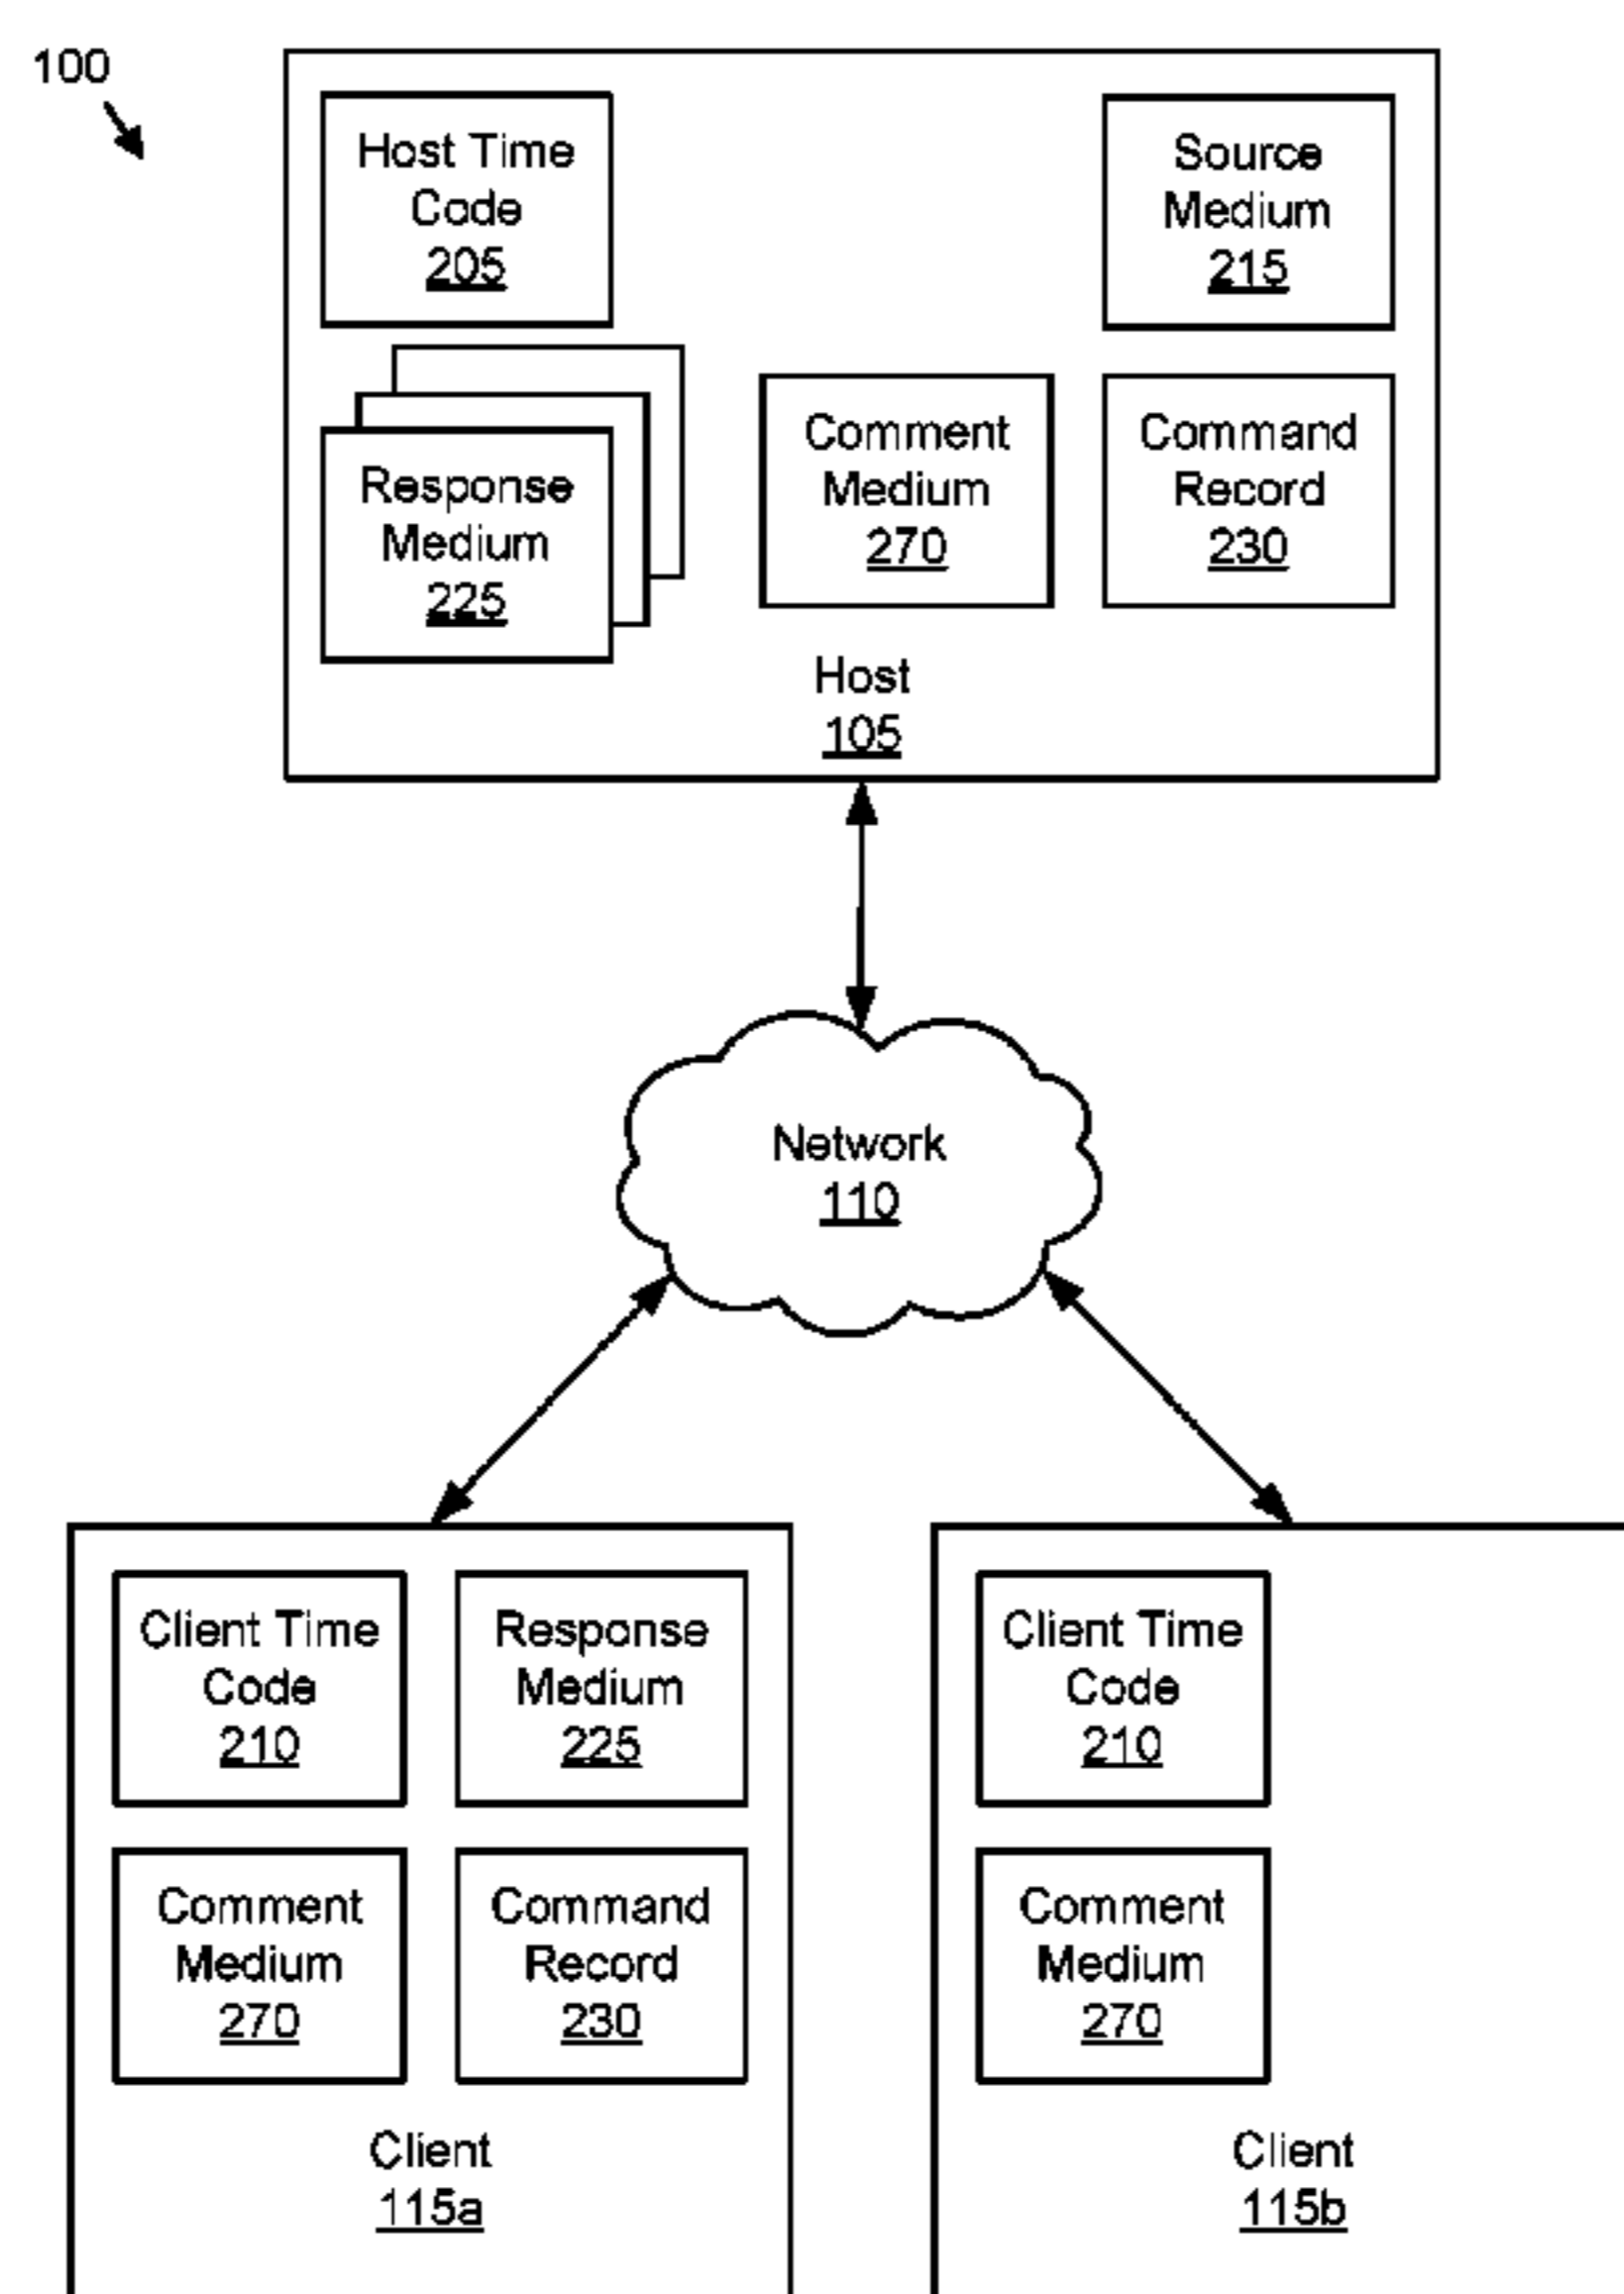 100
Host Time
Code
205
Source
Medium
215
Response
Medium
225
Comment
Medium
270
Command
Record
230
Host
105
Network
110
Client Time
Code
210
Response
Medium
225
Comment
Medium
270
Command
Record
230
Client
115a
Client Time
Code
210
Comment
Medium
270
Client
115b